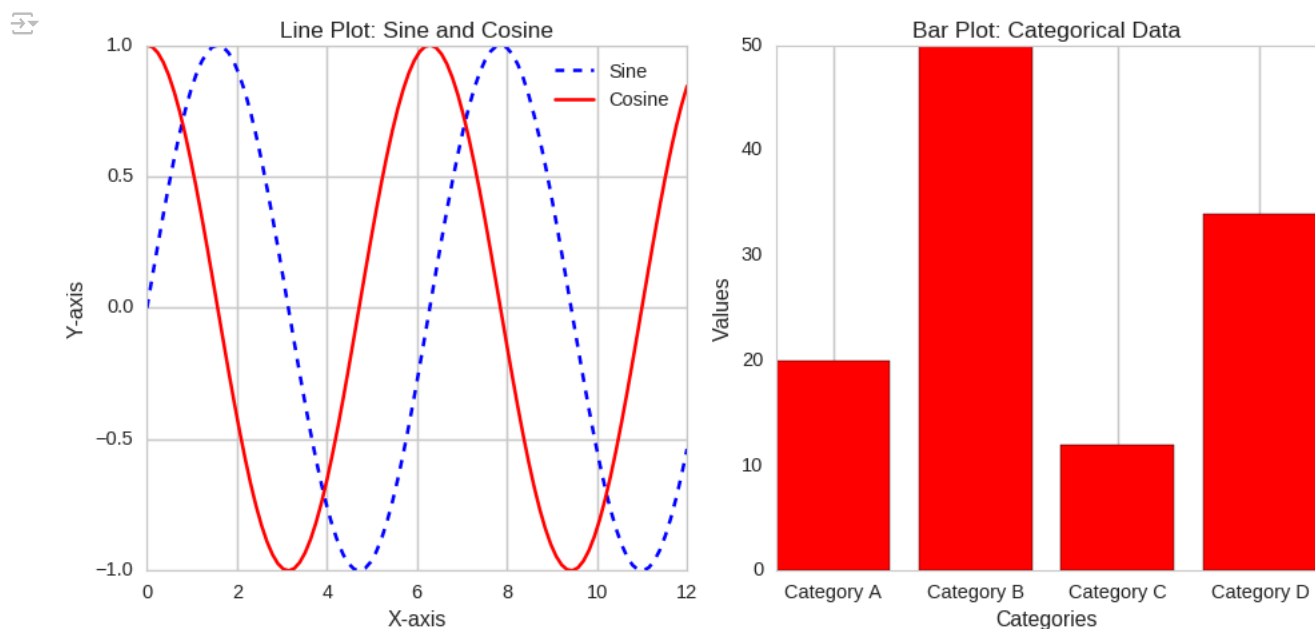 Line Plot: Sine and Cosine
1.0
0.5
0.0
−0.5
−1.0
Y-axis
Sine
Cosine
0 2 4 6 8 10 12
X-axis
Bar Plot: Categorical Data
50
40
30
20
10
0
Values
Category A Category B Category C Category D
Categories